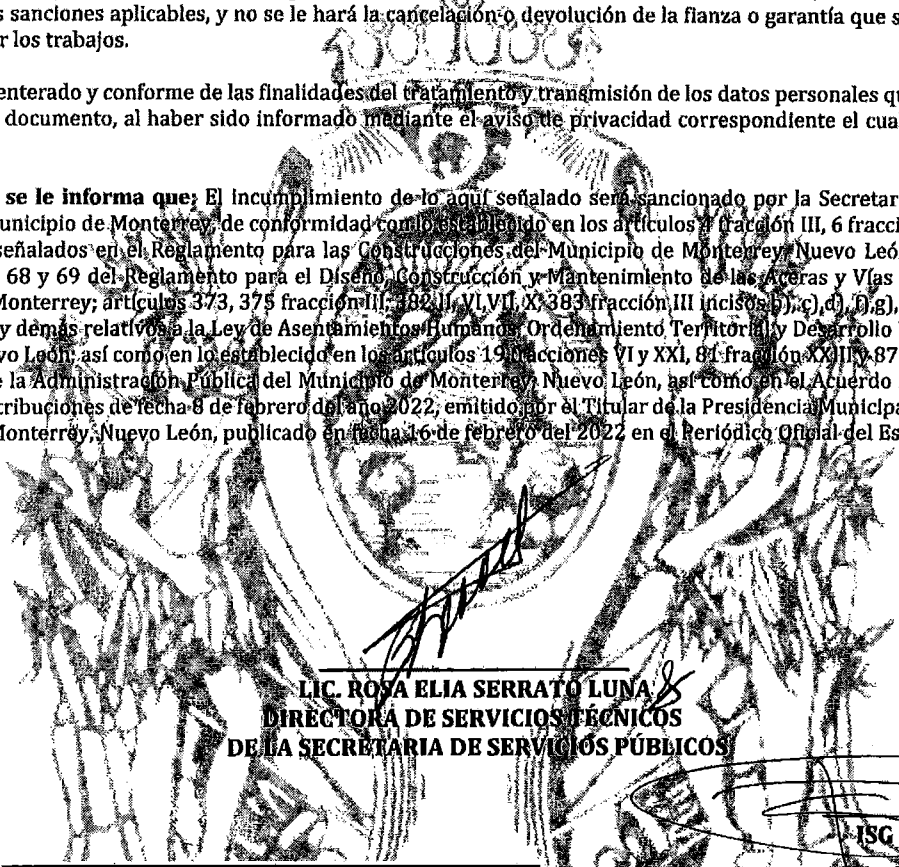 s sanciones aplicables, y no se le hará la cancelación o devolución de la fianza o garantía que s
r los trabajos.
enterado y conforme de las finalidades del tratamiento y transmisión de los datos personales qu
documento, al haber sido informado mediante el aviso de privacidad correspondiente el cua
se le informa que; El incumplimiento de lo aquí señalado será sancionado por la Secretar
unicipio de Monterrey, de conformidad con lo establecido en los artículos 4 fracción III, 6 fracci
señalados en el Reglamento para las Construcciones del Municipio de Monterrey, Nuevo Leó
68 y 69 del Reglamento para el Diseño, Construcción y Mantenimiento de las Aceras y Vías
Monterrey; artículos 373, 375 fracción III; 382 II, VI, VII, X, 383 fracción III incisos b), c), d), f), g),
y demás relativos a la Ley de Asentamientos Humanos, Ordenamiento Territorial y Desarrollo
vo León; así como en lo establecido en los artículos 19 fracciones VI y XXI, 81 fracción XXIII y 87
e la Administración Pública del Municipio de Monterrey, Nuevo León, así como en el Acuerdo
tribuciones de fecha 8 de febrero del año 2022, emitido por el Titular de la Presidencia Municipa
Monterrey, Nuevo León, publicado en fecha 16 de febrero del 2022 en el Periódico Oficial del Es
LIC. ROSA ELIA SERRATO LUNA
DIRECTORA DE SERVICIOS TÉCNICOS
DE LA SECRETARIA DE SERVICIOS PÚBLICOS
ISG